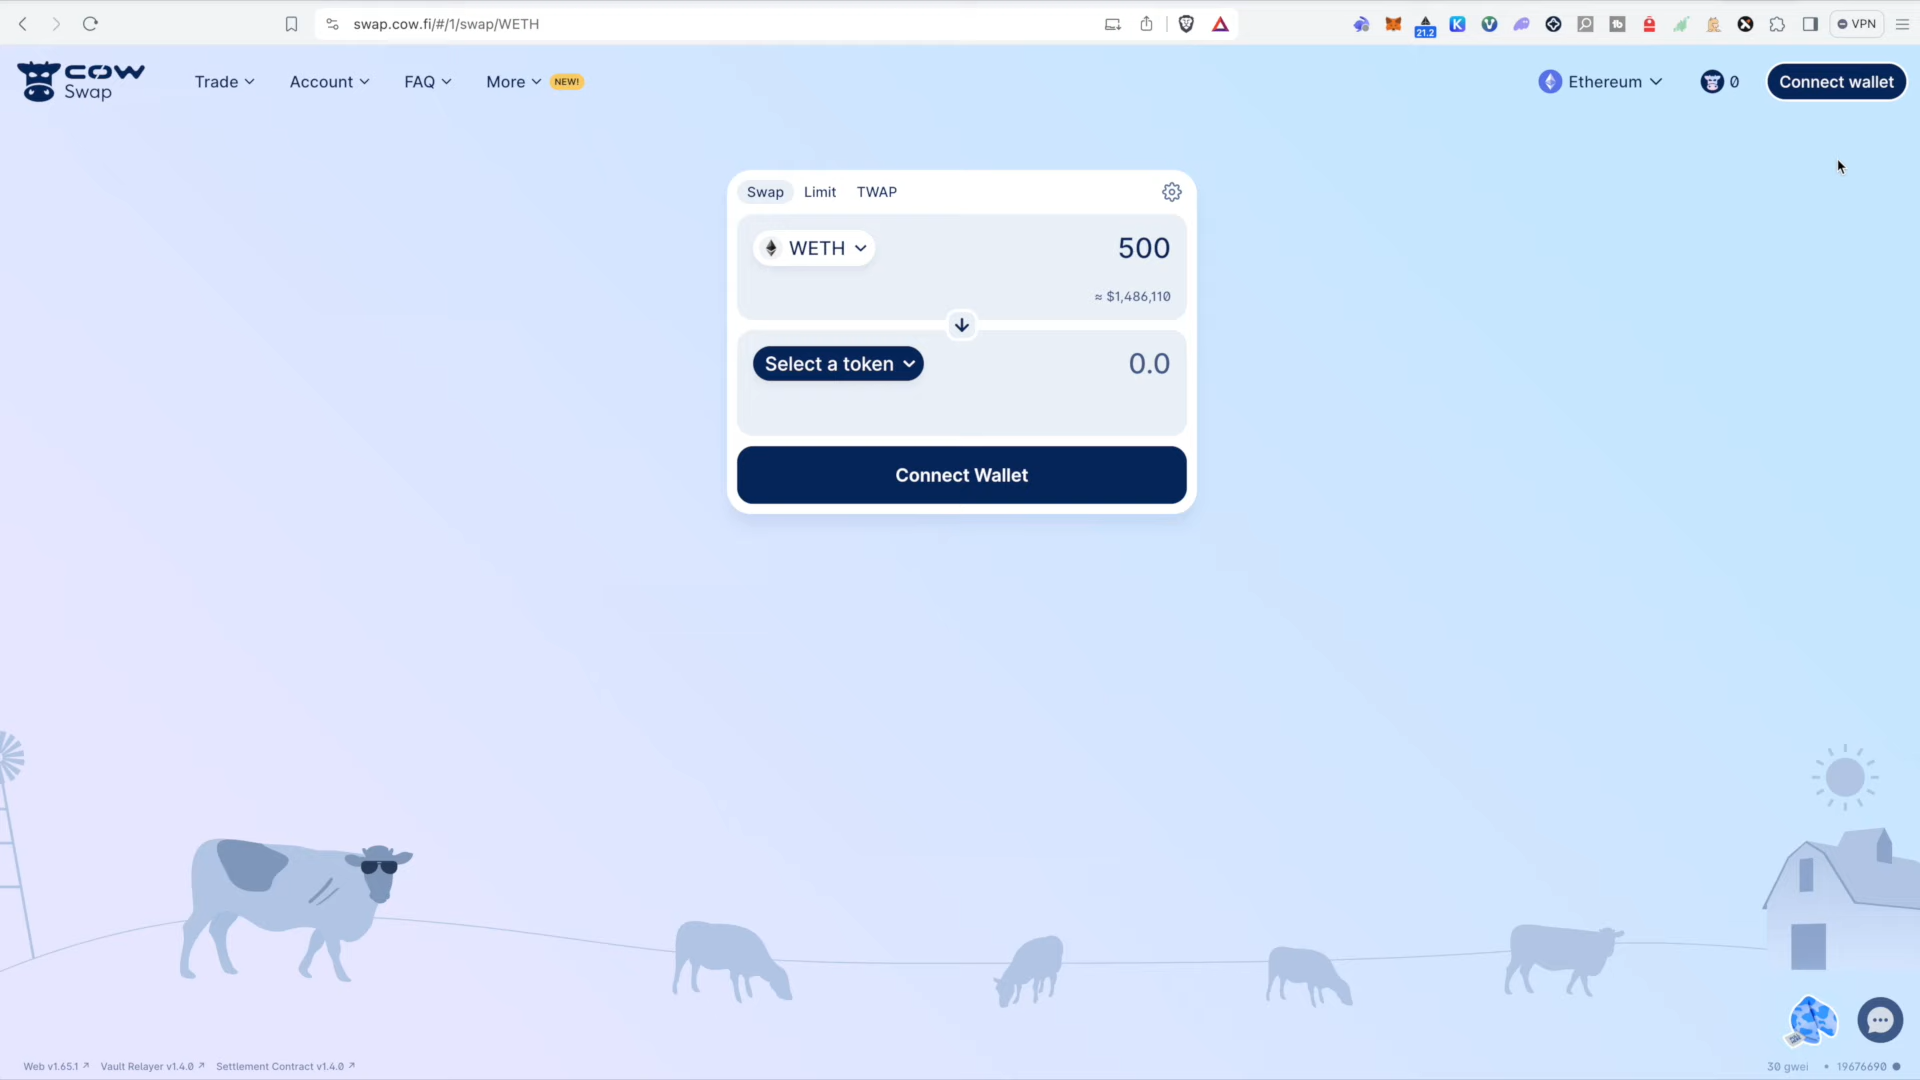 swap.cow.fi/#/1/swap/WETH
21.2
VPN
COW
Swap
Trade
Account
FAQ
More
NEW!
Ethereum
0
Connect wallet
Swap
Limit
TWAP
WETH
500
≈ $1,486,110
Select a token
0.0
Connect Wallet
Web v1.65.1 ↗ Vault Relayer v1.4.0 ↗ Settlement Contract v1.4.0 ↗
30 gwei • 19676690